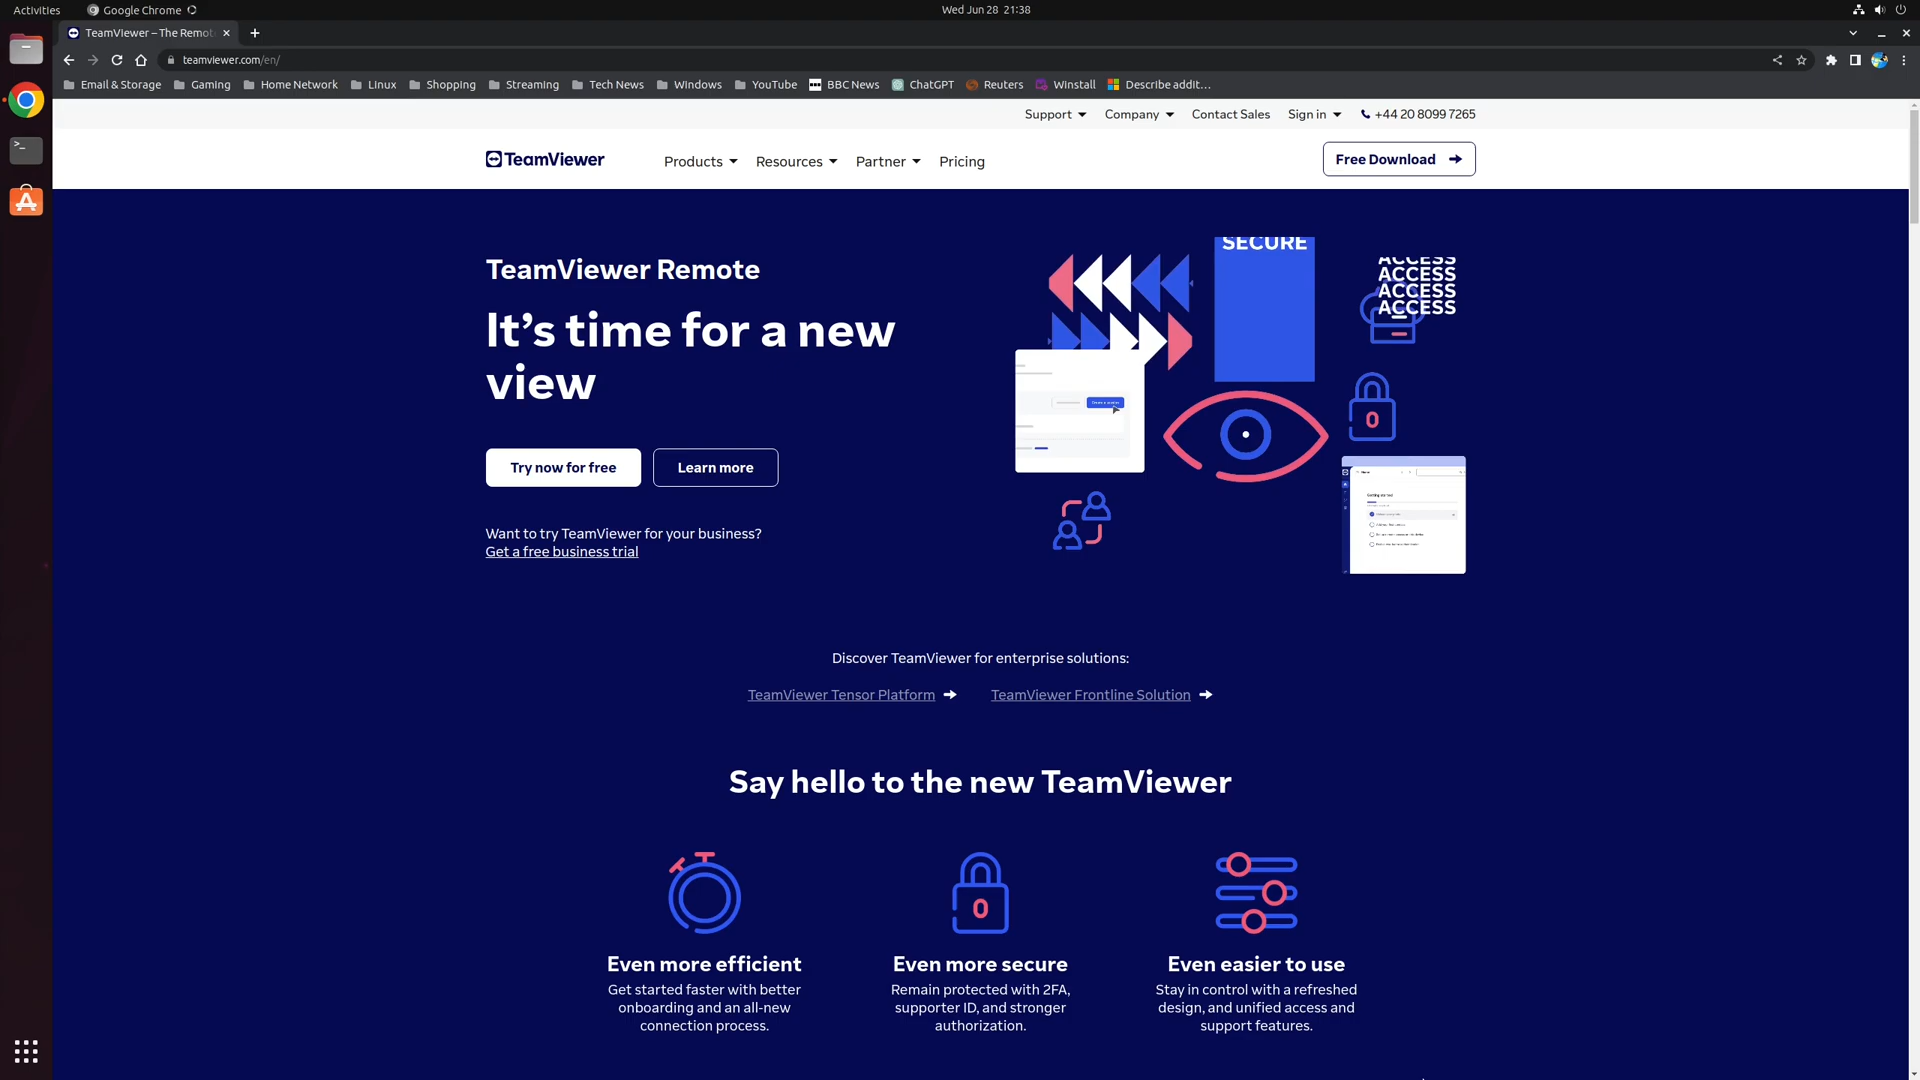 Activities
Google Chrome
Wed Jun 28 21:38
TeamViewer – The Remot
teamviewer.com/en/
Email & Storage
Gaming
Home Network
Linux
Shopping
Streaming
Tech News
Windows
YouTube
BBC News
ChatGPT
Reuters
Winstall
Describe addit...
Support
Company
Contact Sales
Sign in
+44 20 8099 7265
TeamViewer
Products
Resources
Partner
Pricing
Free Download
TeamViewer Remote
It's time for a new
view
Try now for free
Learn more
Want to try TeamViewer for your business?
Get a free business trial
SECURE
ACCESS
ACCESS
ACCESS
ACCESS
Getting started
Discover TeamViewer for enterprise solutions:
TeamViewer Tensor Platform
TeamViewer Frontline Solution
Say hello to the new TeamViewer
Even more efficient
Get started faster with better
onboarding and an all-new
connection process.
Even more secure
Remain protected with 2FA,
supporter ID, and stronger
authorization.
Even easier to use
Stay in control with a refreshed
design, and unified access and
support features.